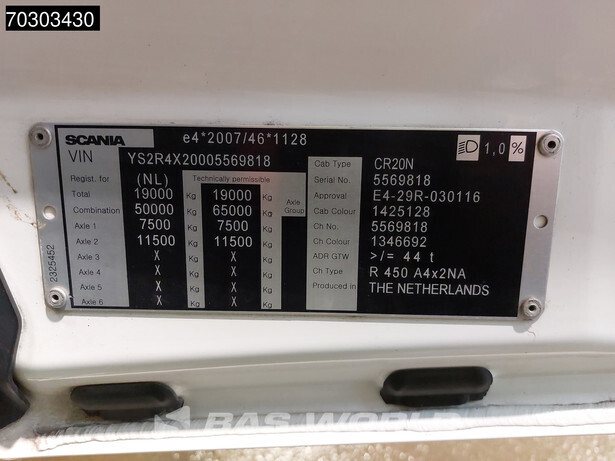 70303430
SCANIA e4*2007/46*1128 1,0 %
VIN YS2R4X20005569818
Regist. for (NL) Technically permissible
Total 19000 Kg 19000 Kg Axle Group
Combination 50000 Kg 65000 Kg
Axle 1 7500 Kg 7500 Kg
Axle 2 11500 Kg 11500 Kg
Axle 3 X Kg X Kg
Axle 4 X Kg X Kg
Axle 5 X Kg X Kg
Axle 6 X Kg X Kg
2325452
Cab Type CR20N
Serial No. 5569818
Approval E4-29R-030116
Cab Colour 1425128
Ch No. 5569818
Ch Colour 1346692
AOR GTW >/= 44 t
Ch Type R 450 A4x2NA
Produced in THE NETHERLANDS
BAS WORLD